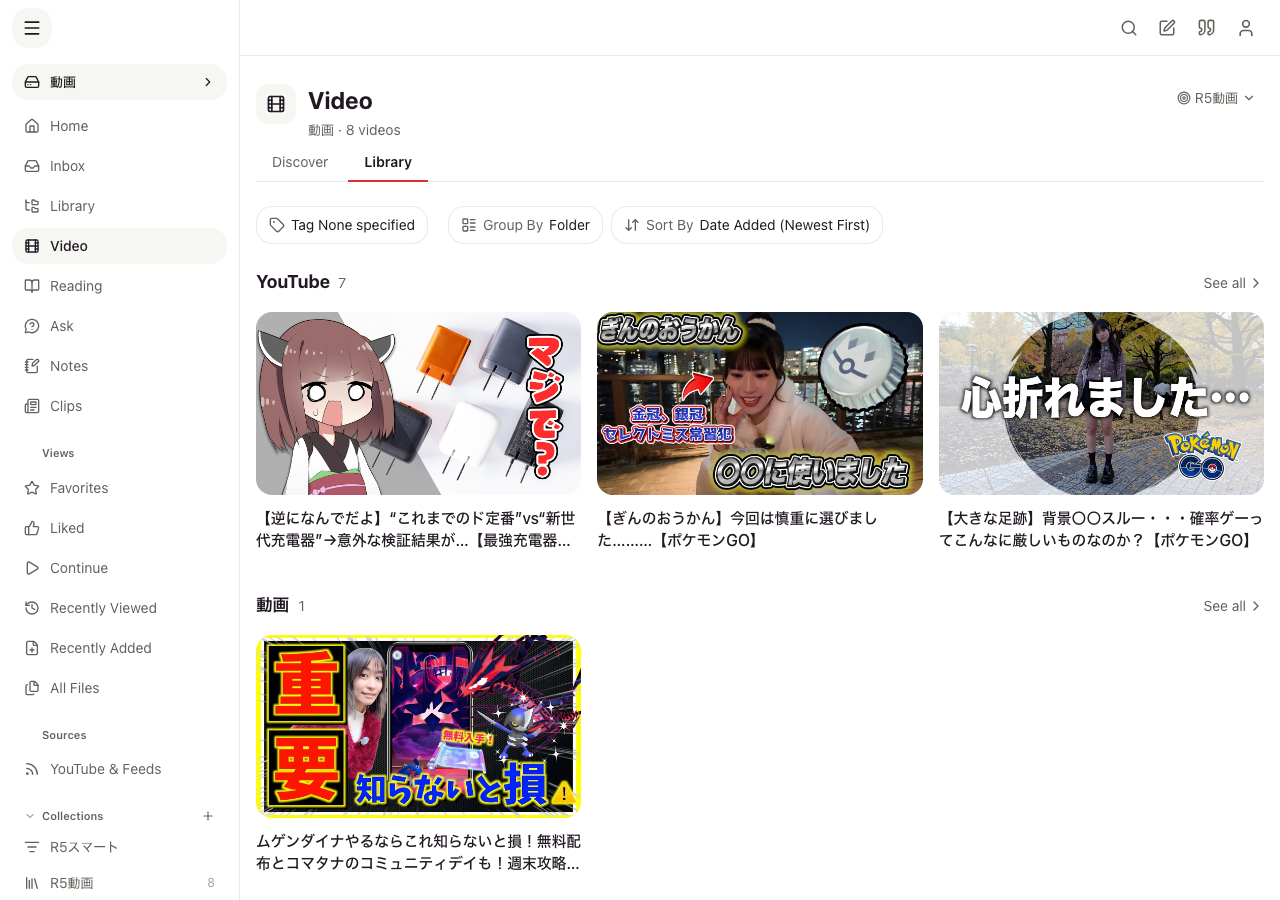 動画
Home
Inbox
Library
Video
Reading
Ask
Notes
Clips
Views
Favorites
Liked
Continue
Recently Viewed
Recently Added
All Files
Sources
YouTube & Feeds
Collections
R5スマート
R5動画 8
Video
動画 · 8 videos
R5動画
Discover
Library
Tag None specified
Group By Folder
Sort By Date Added (Newest First)
YouTube 7
See all
マジで？
ぎんのおうかん
金冠、銀冠
セレクトミス常習犯
〇〇に使いました
心折れました…
Pokémon
GO
【逆になんでだよ】“これまでのド定番”vs“新世
代充電器”→意外な検証結果が…【最強充電器...
【ぎんのおうかん】今回は慎重に選びまし
た………【ポケモンGO】
【大きな足跡】背景〇〇スルー・・・確率ゲーっ
てこんなに厳しいものなのか？【ポケモンGO】
動画 1
See all
重要
無料入手！
知らないと損
ムゲンダイナやるならこれ知らないと損！無料配
布とコマタナのコミュニティデイも！週末攻略...